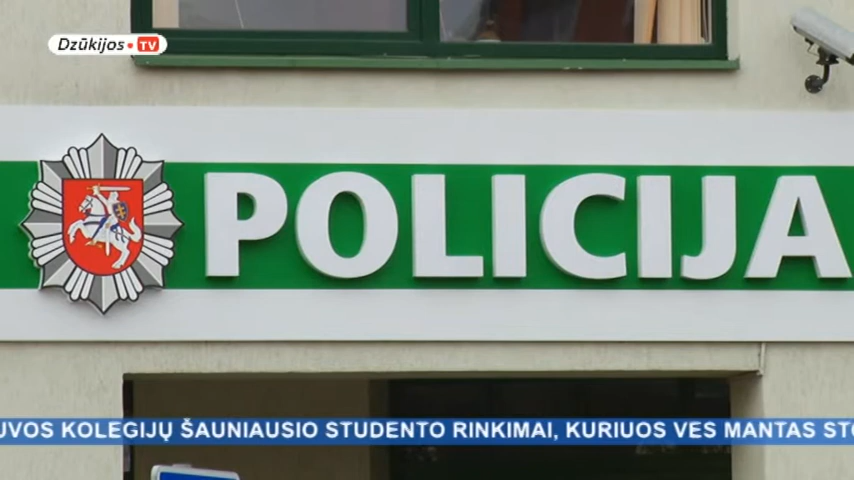 Dzūkijos TV
POLICIJA
KOLEGIJŲ ŠAUNIAUSIO STUDENTO RINKIMAI, KURIUOS VES MANTAS